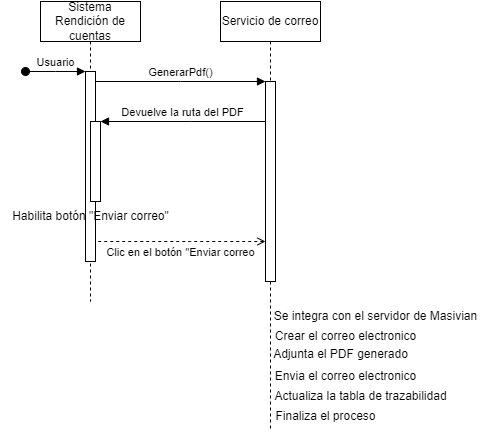 Sistema
Rendición de
cuentas
Servicio de correo
Usuario
GenerarPdf()
Devuelve la ruta del PDF
Habilita botón "Enviar correo"
Clic en el botón "Enviar correo
Se integra con el servidor de Masivian
Crear el correo electronico
Adjunta el PDF generado
Envia el correo electronico
Actualiza la tabla de trazabilidad
Finaliza el proceso